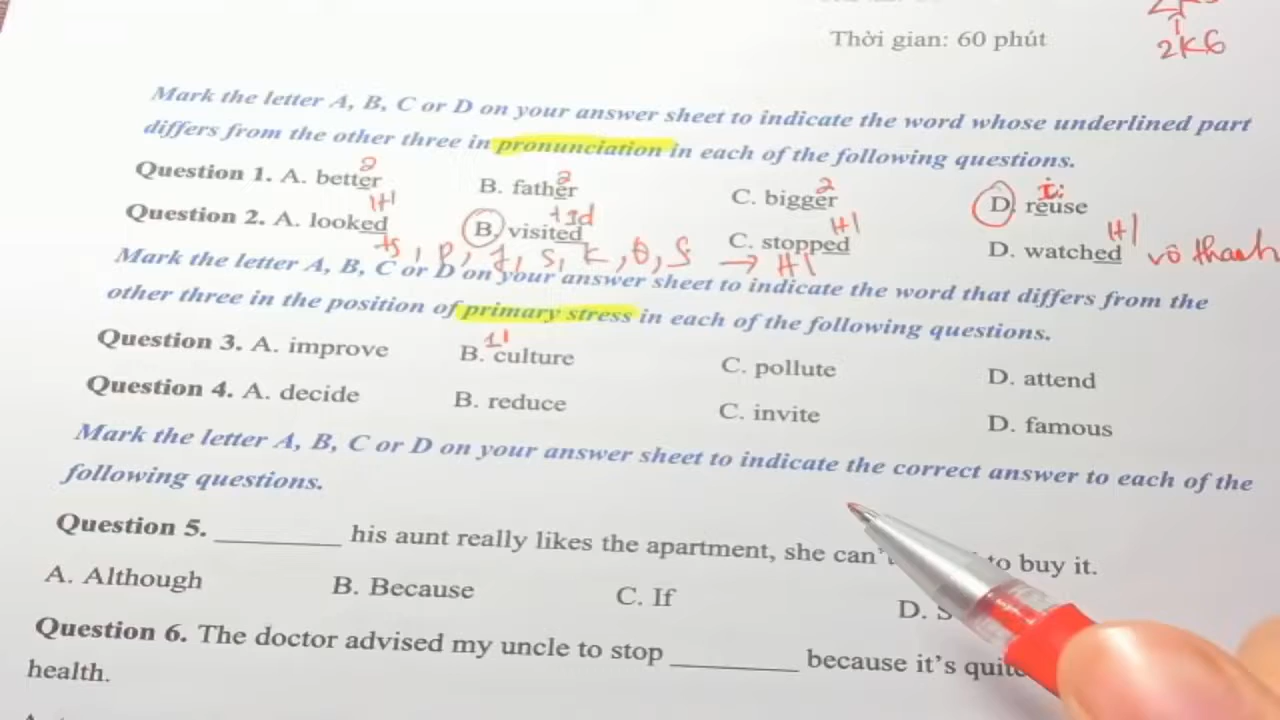 Thời gian: 60 phút
2K6
Mark the letter A, B, C or D on your answer sheet to indicate the word whose underlined part
differs from the other three in pronunciation in each of the following questions.
ə ə ə i:
Question 1. A. better B. father C. bigger D. reuse
/t/ /ɪd /t/ /t/
Question 2. A. looked B. visited C. stopped D. watched vô thanh
tʃ, p, f, s, k, θ, ʃ → /t/
Mark the letter A, B, C or D on your answer sheet to indicate the word that differs from the
other three in the position of primary stress in each of the following questions.
Question 3. A. improve B. culture C. pollute D. attend
Question 4. A. decide B. reduce C. invite D. famous
Mark the letter A, B, C or D on your answer sheet to indicate the correct answer to each of the
following questions.
Question 5. __________ his aunt really likes the apartment, she can't to buy it.
A. Although B. Because C. If D.
Question 6. The doctor advised my uncle to stop __________ because it's quite
health.